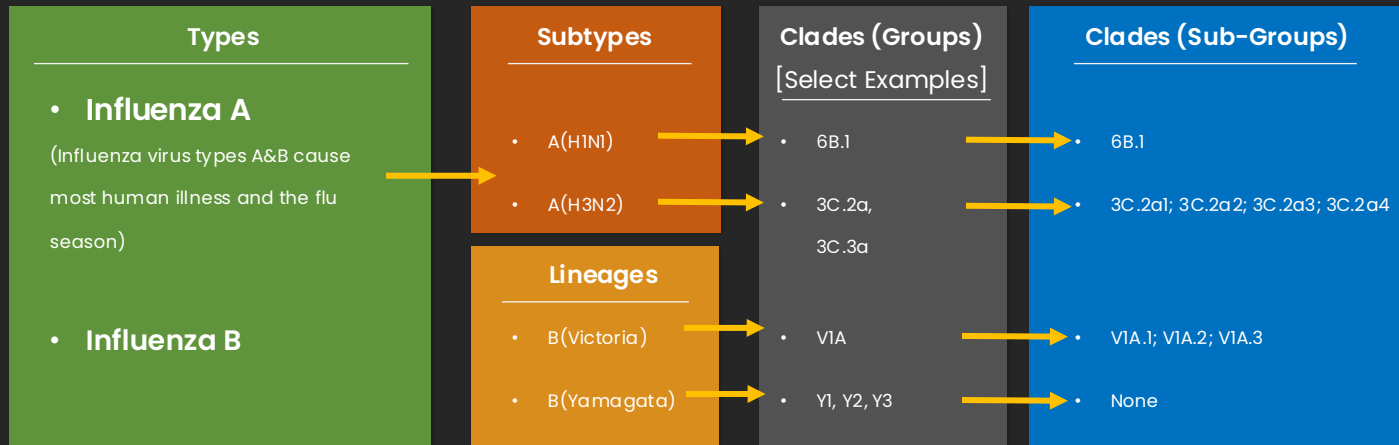 Types
• Influenza A
(Influenza virus types A&B cause
most human illness and the flu
season)
• Influenza B
Subtypes
• A(H1N1)
• A(H3N2)
Lineages
• B(Victoria)
• B(Yamagata)
Clades (Groups)
[Select Examples]
• 6B.1
• 3C.2a,
3C.3a
• V1A
• Y1, Y2, Y3
Clades (Sub-Groups)
• 6B.1
• 3C.2a1; 3C.2a2; 3C.2a3; 3C.2a4
• V1A.1; V1A.2; V1A.3
• None